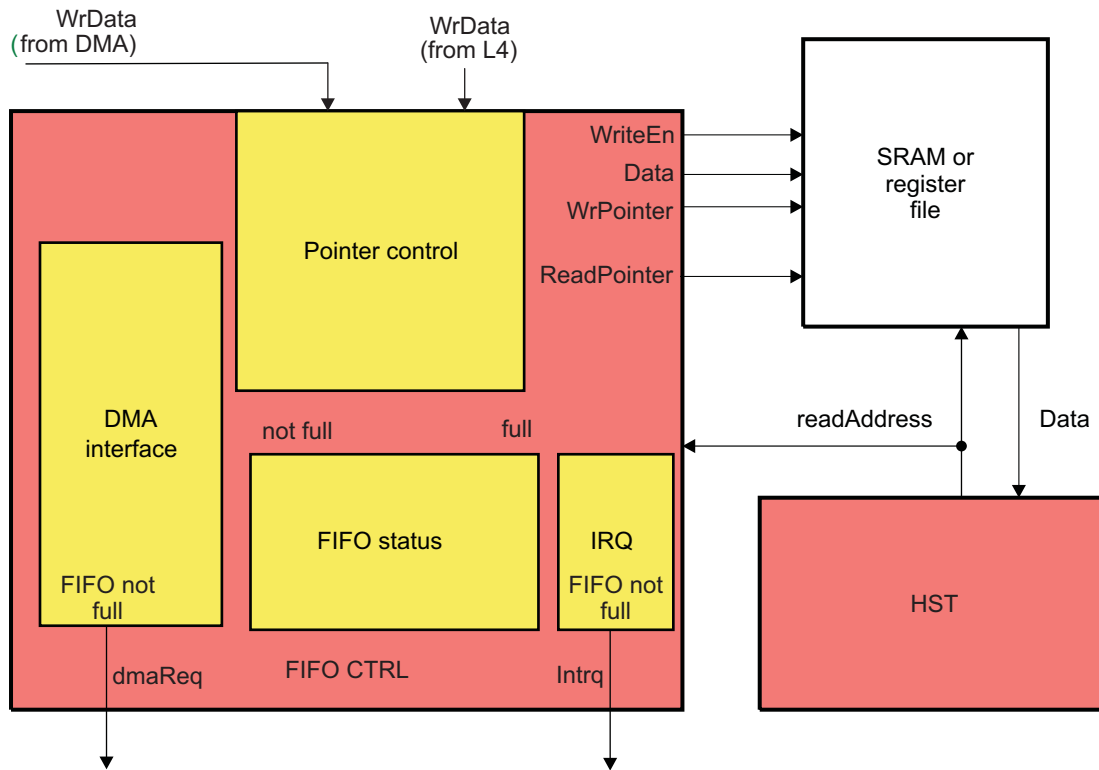 WrData
(from DMA)
WrData
(from L4)
WriteEn
Data
WrPointer
ReadPointer
SRAM or
register
file
Pointer control
DMA
interface
not full
full
readAddress
Data
FIFO status
IRQ
FIFO not
full
FIFO not
full
HST
dmaReq
FIFO CTRL
Intrq